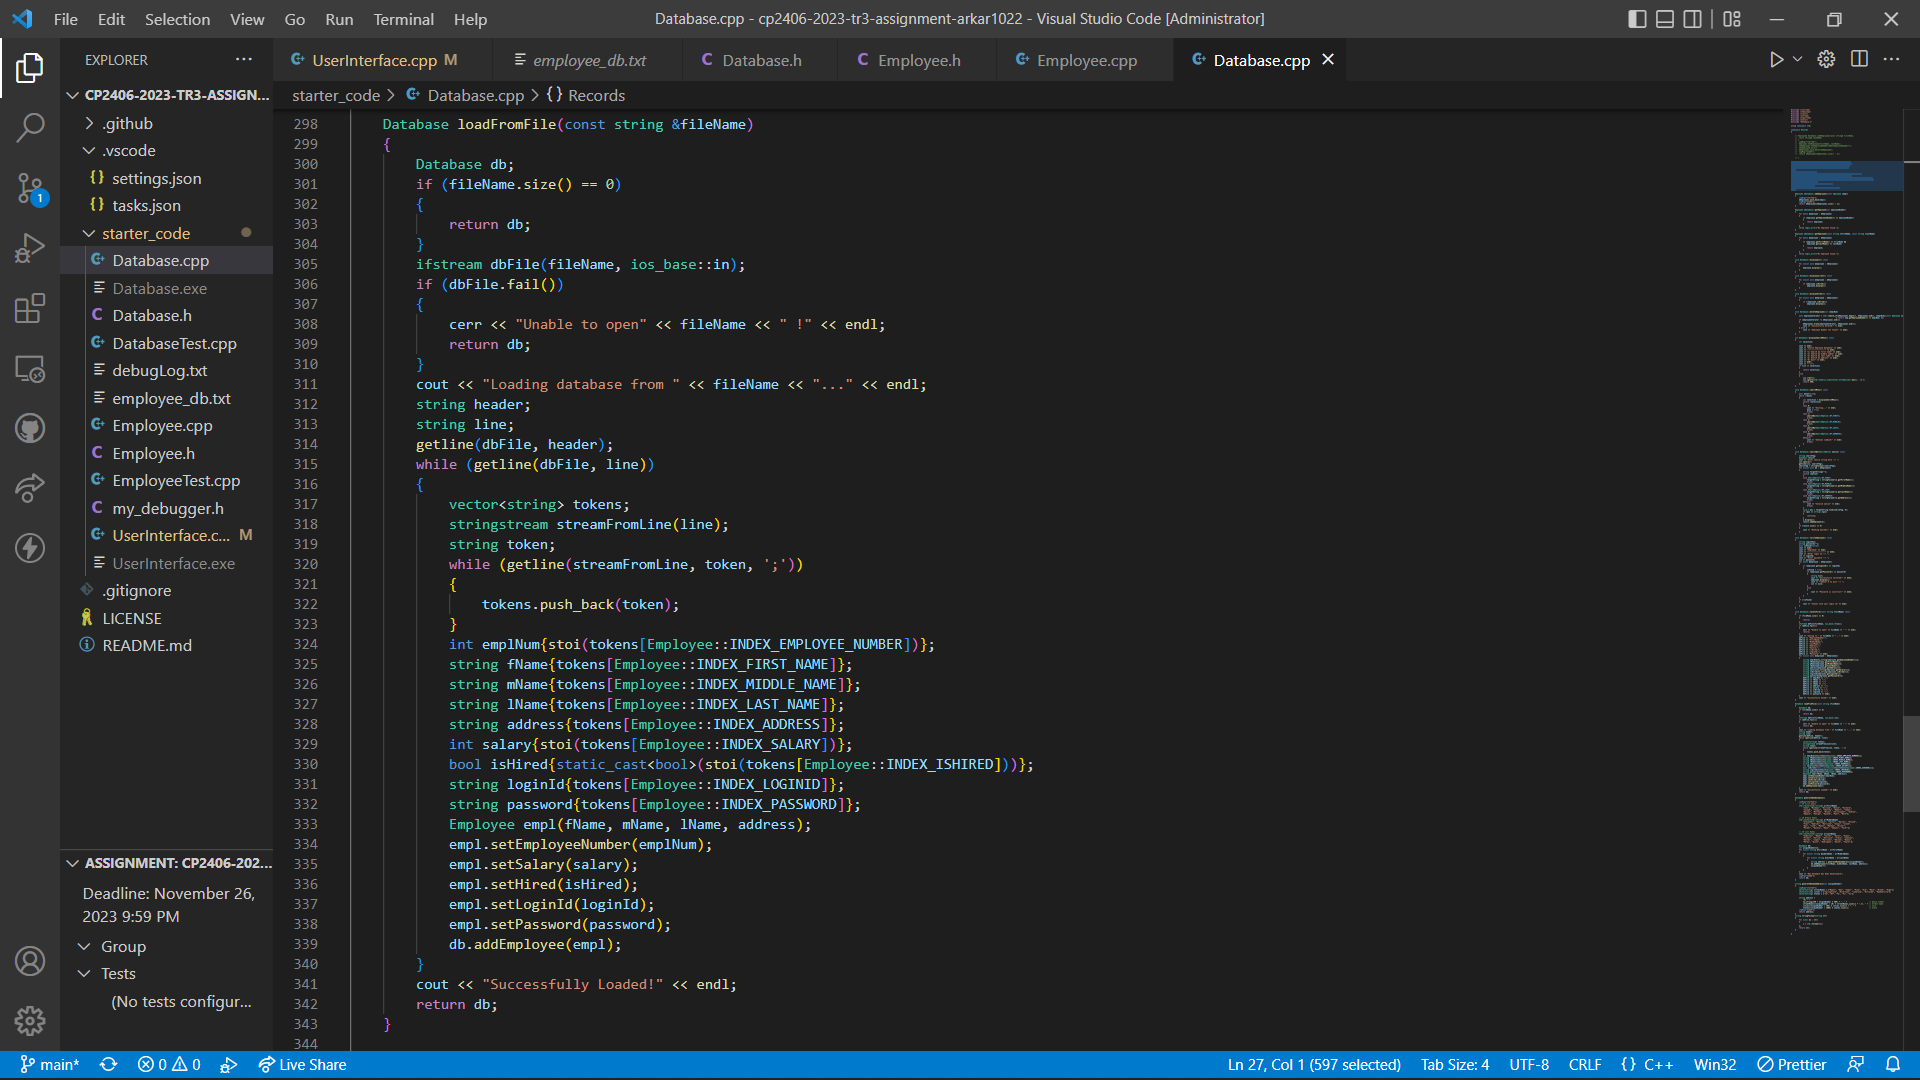 File Edit Selection View Go Run Terminal Help
Database.cpp - cp2406-2023-tr3-assignment-arkar1022 - Visual Studio Code [Administrator]
EXPLORER
UserInterface.cpp M
employee_db.txt
Database.h
Employee.h
Employee.cpp
Database.cpp
starter_code > Database.cpp > {} Records
CP2406-2023-TR3-ASSIGN...
.github
.vscode
settings.json
tasks.json
starter_code
Database.cpp
Database.exe
Database.h
DatabaseTest.cpp
debugLog.txt
employee_db.txt
Employee.cpp
Employee.h
EmployeeTest.cpp
my_debugger.h
UserInterface.c... M
UserInterface.exe
.gitignore
LICENSE
README.md
1
ASSIGNMENT: CP2406-202...
Deadline: November 26,
2023 9:59 PM
Group
Tests
(No tests configur...
298 Database loadFromFile(const string &fileName)
299 {
300 Database db;
301 if (fileName.size() == 0)
302 {
303 return db;
304 }
305 ifstream dbFile(fileName, ios_base::in);
306 if (dbFile.fail())
307 {
308 cerr << "Unable to open" << fileName << " !" << endl;
309 return db;
310 }
311 cout << "Loading database from " << fileName << "..." << endl;
312 string header;
313 string line;
314 getline(dbFile, header);
315 while (getline(dbFile, line))
316 {
317 vector<string> tokens;
318 stringstream streamFromLine(line);
319 string token;
320 while (getline(streamFromLine, token, ';'))
321 {
322 tokens.push_back(token);
323 }
324 int emplNum{stoi(tokens[Employee::INDEX_EMPLOYEE_NUMBER])};
325 string fName{tokens[Employee::INDEX_FIRST_NAME]};
326 string mName{tokens[Employee::INDEX_MIDDLE_NAME]};
327 string lName{tokens[Employee::INDEX_LAST_NAME]};
328 string address{tokens[Employee::INDEX_ADDRESS]};
329 int salary{stoi(tokens[Employee::INDEX_SALARY])};
330 bool isHired{static_cast<bool>(stoi(tokens[Employee::INDEX_ISHIRED]))};
331 string loginId{tokens[Employee::INDEX_LOGINID]};
332 string password{tokens[Employee::INDEX_PASSWORD]};
333 Employee empl(fName, mName, lName, address);
334 empl.setEmployeeNumber(emplNum);
335 empl.setSalary(salary);
336 empl.setHired(isHired);
337 empl.setLoginId(loginId);
338 empl.setPassword(password);
339 db.addEmployee(empl);
340 }
341 cout << "Successfully Loaded!" << endl;
342 return db;
343 }
344
main* 0 0 Live Share
Ln 27, Col 1 (597 selected) Tab Size: 4 UTF-8 CRLF {} C++ Win32 Prettier